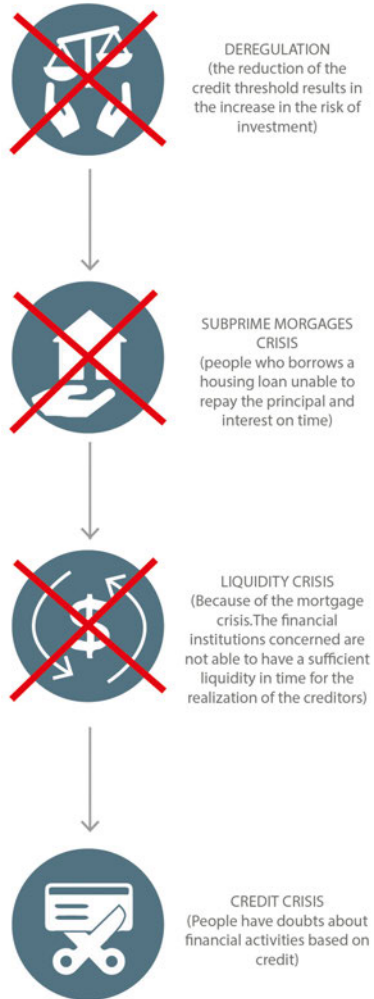 DEREGULATION
(the reduction of the
credit threshold results in
the increase in the risk of
investment)
SUBPRIME MORGAGES
CRISIS
(people who borrows a
housing loan unable to
repay the principal and
interest on time)
LIQUIDITY CRISIS
(Because of the mortgage
crisis.The financial
institutions concerned are
not able to have a sufficient
liquidity in time for the
realization of the creditors)
CREDIT CRISIS
(People have doubts about
financial activities based on
credit)